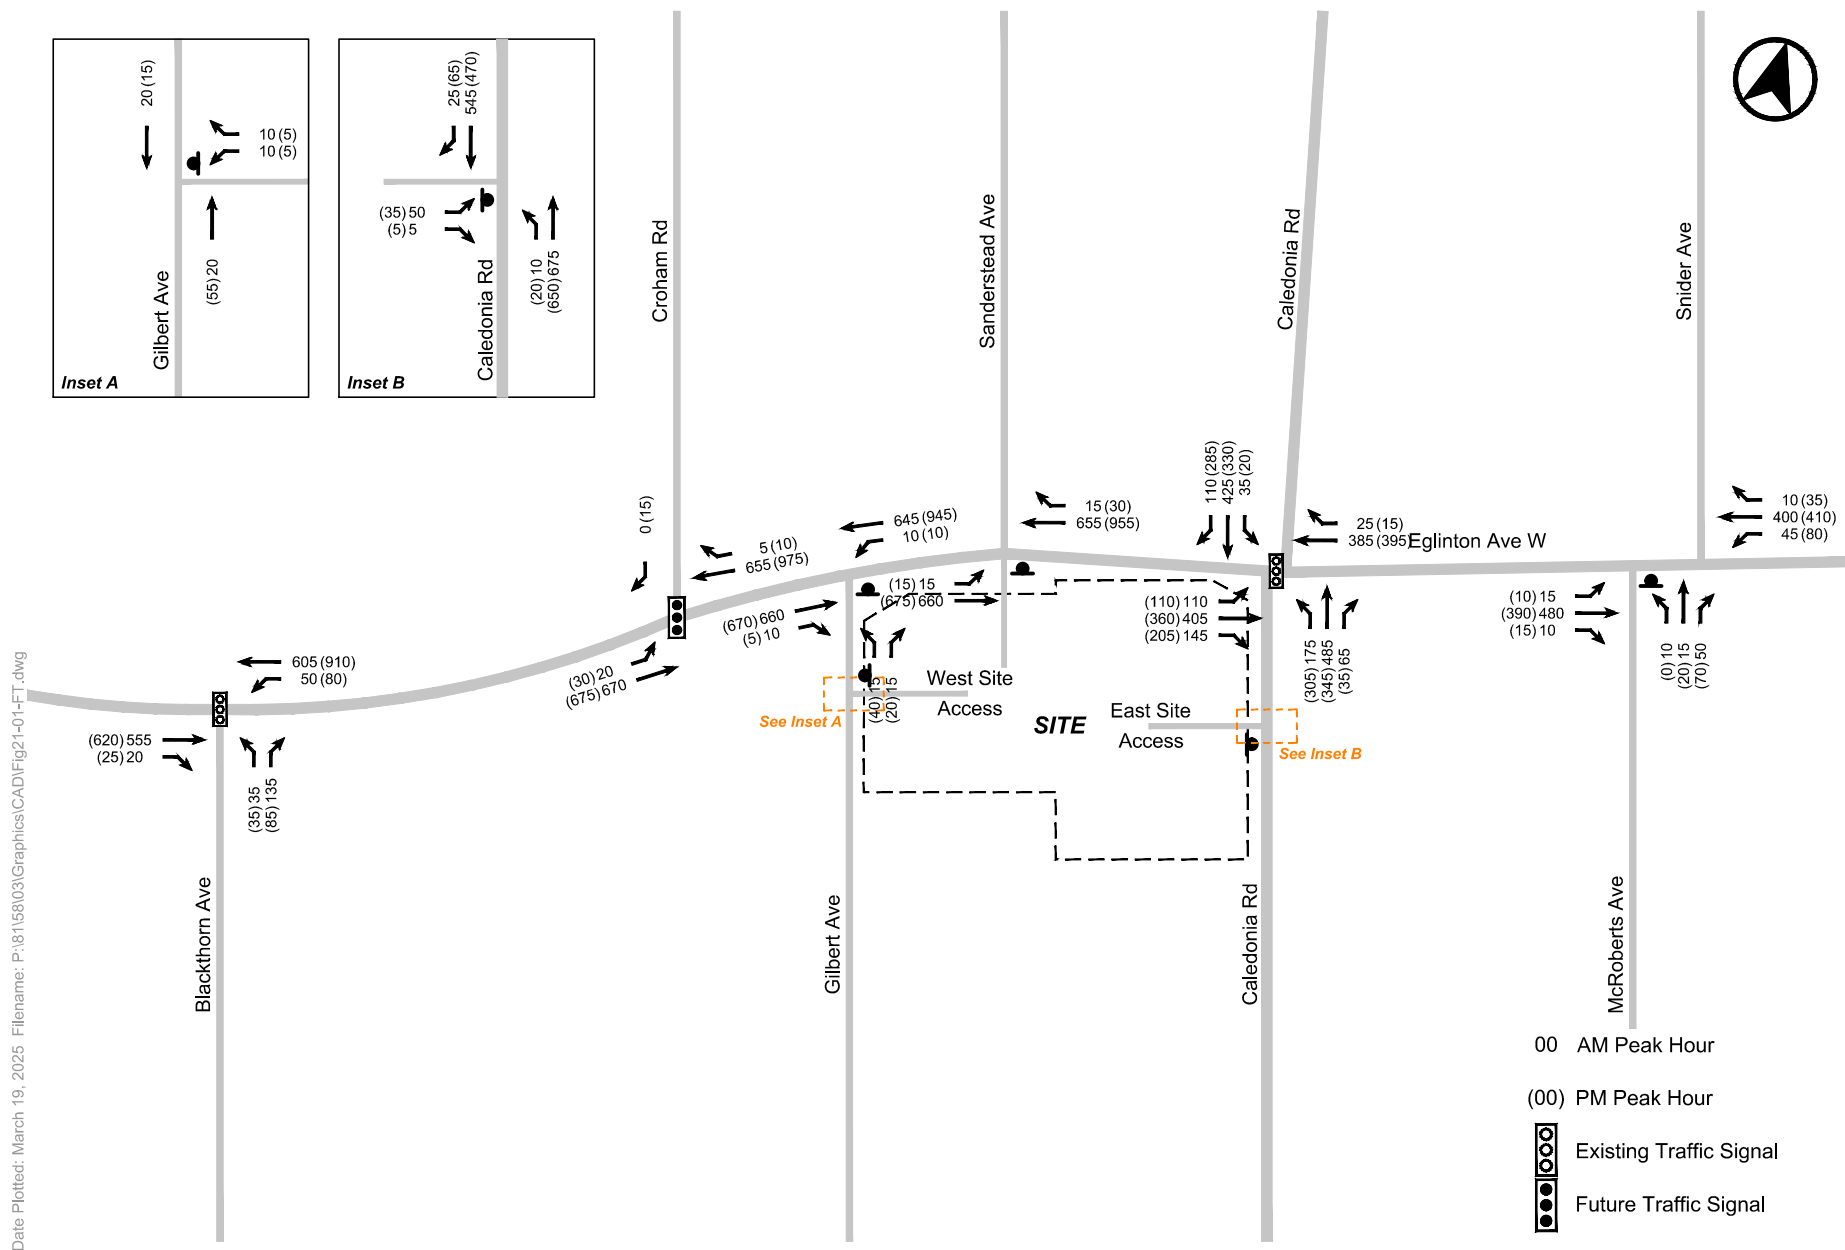 20 (15)
10 (5)
10 (5)
(55) 20
Gilbert Ave
Inset A
25 (65)
545 (470)
(35) 50
(5) 5
(20) 10
(650) 675
Caledonia Rd
Inset B
Croham Rd
Sanderstead Ave
Caledonia Rd
Snider Ave
0 (15)
5 (10)
655 (975)
645 (945)
10 (10)
15 (30)
655 (955)
110 (285)
425 (330)
35 (20)
25 (15)
385 (395)
Eglinton Ave W
10 (35)
400 (410)
45 (80)
605 (910)
50 (80)
(620) 555
(25) 20
(35) 35
(85) 135
(30) 20
(675) 670
(670) 660
(5) 10
(15) 15
(675) 660
(40) 15
(20) 15
(110) 110
(360) 405
(205) 145
(305) 175
(345) 485
(35) 65
(10) 15
(390) 480
(15) 10
(0) 10
(20) 15
(70) 50
West Site
Access
See Inset A
SITE
East Site
Access
See Inset B
Blackthorn Ave
Gilbert Ave
Caledonia Rd
McRoberts Ave
00 AM Peak Hour
(00) PM Peak Hour
Existing Traffic Signal
Future Traffic Signal
Date Plotted: March 19, 2025 Filename: P:\81\58\03\Graphics\CAD\Fig21-01-FT.dwg